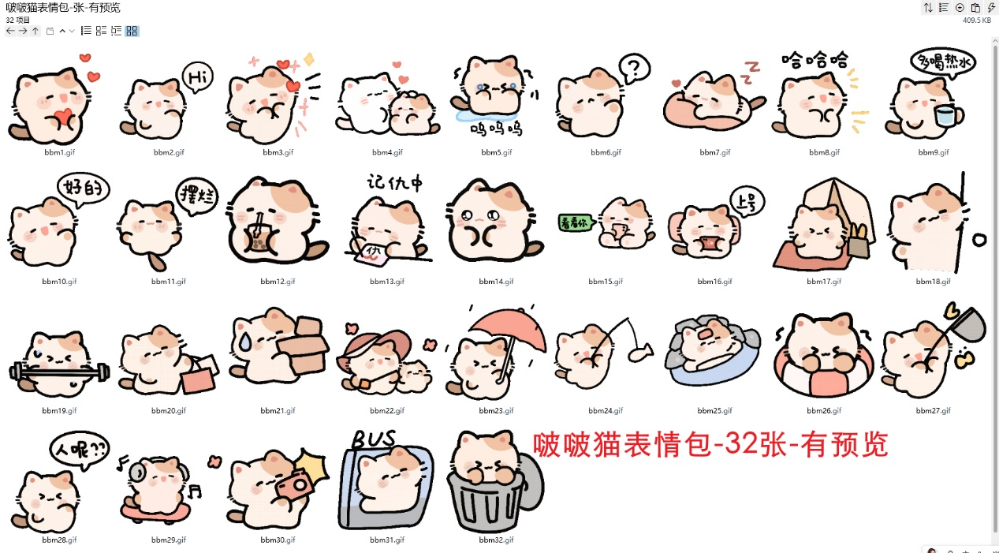 啵啵猫表情包-张-有预览
32 项目
409.5 KB
Hi
?
Z Z Z
哈哈哈
多喝热水
呜呜呜
bbm1.gif
bbm2.gif
bbm3.gif
bbm4.gif
bbm5.gif
bbm6.gif
bbm7.gif
bbm8.gif
bbm9.gif
好的
摆烂
记仇中
仇
看看你
上号
bbm10.gif
bbm11.gif
bbm12.gif
bbm13.gif
bbm14.gif
bbm15.gif
bbm16.gif
bbm17.gif
bbm18.gif
bbm19.gif
bbm20.gif
bbm21.gif
bbm22.gif
bbm23.gif
bbm24.gif
bbm25.gif
bbm26.gif
bbm27.gif
人呢??
BUS
啵啵猫表情包-32张-有预览
bbm28.gif
bbm29.gif
bbm30.gif
bbm31.gif
bbm32.gif